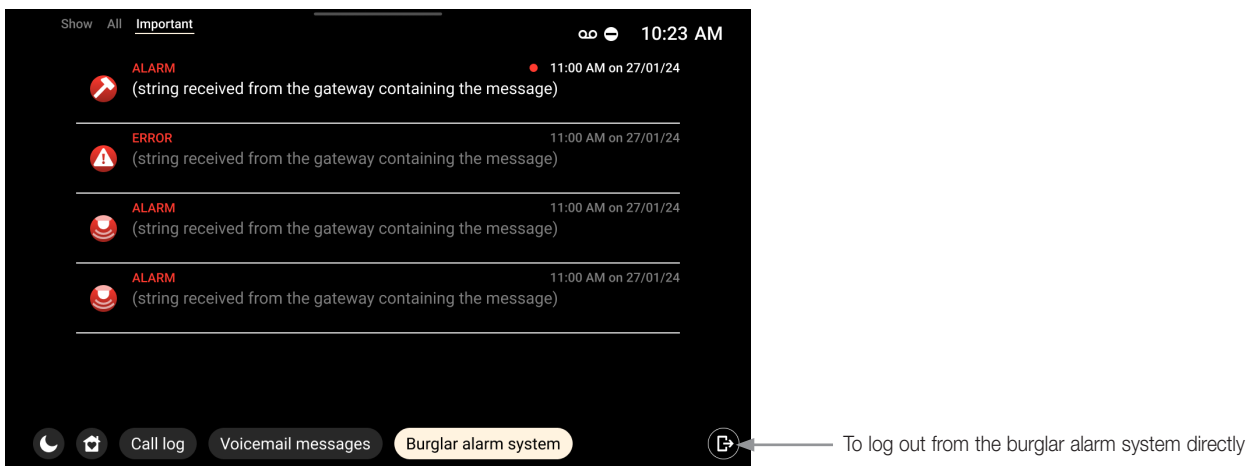 Show All Important
10:23 AM
ALARM
11:00 AM on 27/01/24
(string received from the gateway containing the message)
ERROR
11:00 AM on 27/01/24
(string received from the gateway containing the message)
ALARM
11:00 AM on 27/01/24
(string received from the gateway containing the message)
ALARM
11:00 AM on 27/01/24
(string received from the gateway containing the message)
Call log Voicemail messages Burglar alarm system
To log out from the burglar alarm system directly